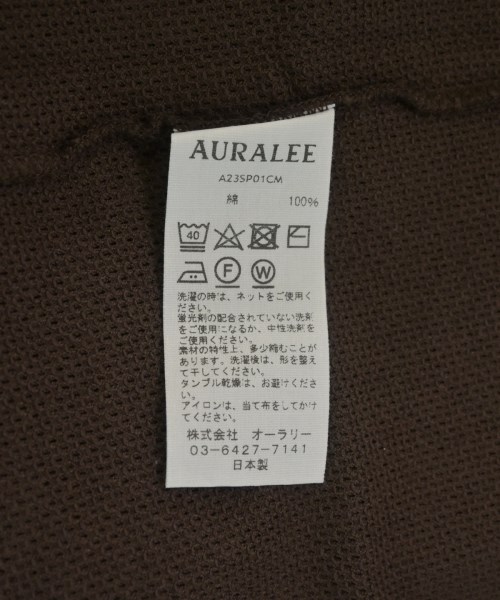 AURALEE
A23SP01CM
綿 100%
40
F W
洗濯の時は、ネットをご使用く
ださい。
蛍光剤の配合されていない洗剤
をご使用になるか、中性洗剤を
ご使用ください。
素材の特性上、多少縮むことが
あります。洗濯後は、形を整え
て干してください。
タンブル乾燥は、お避けくださ
い。
アイロンは、当て布をしてかけ
てください。
株式会社 オーラリー
03-6427-7141
日本製